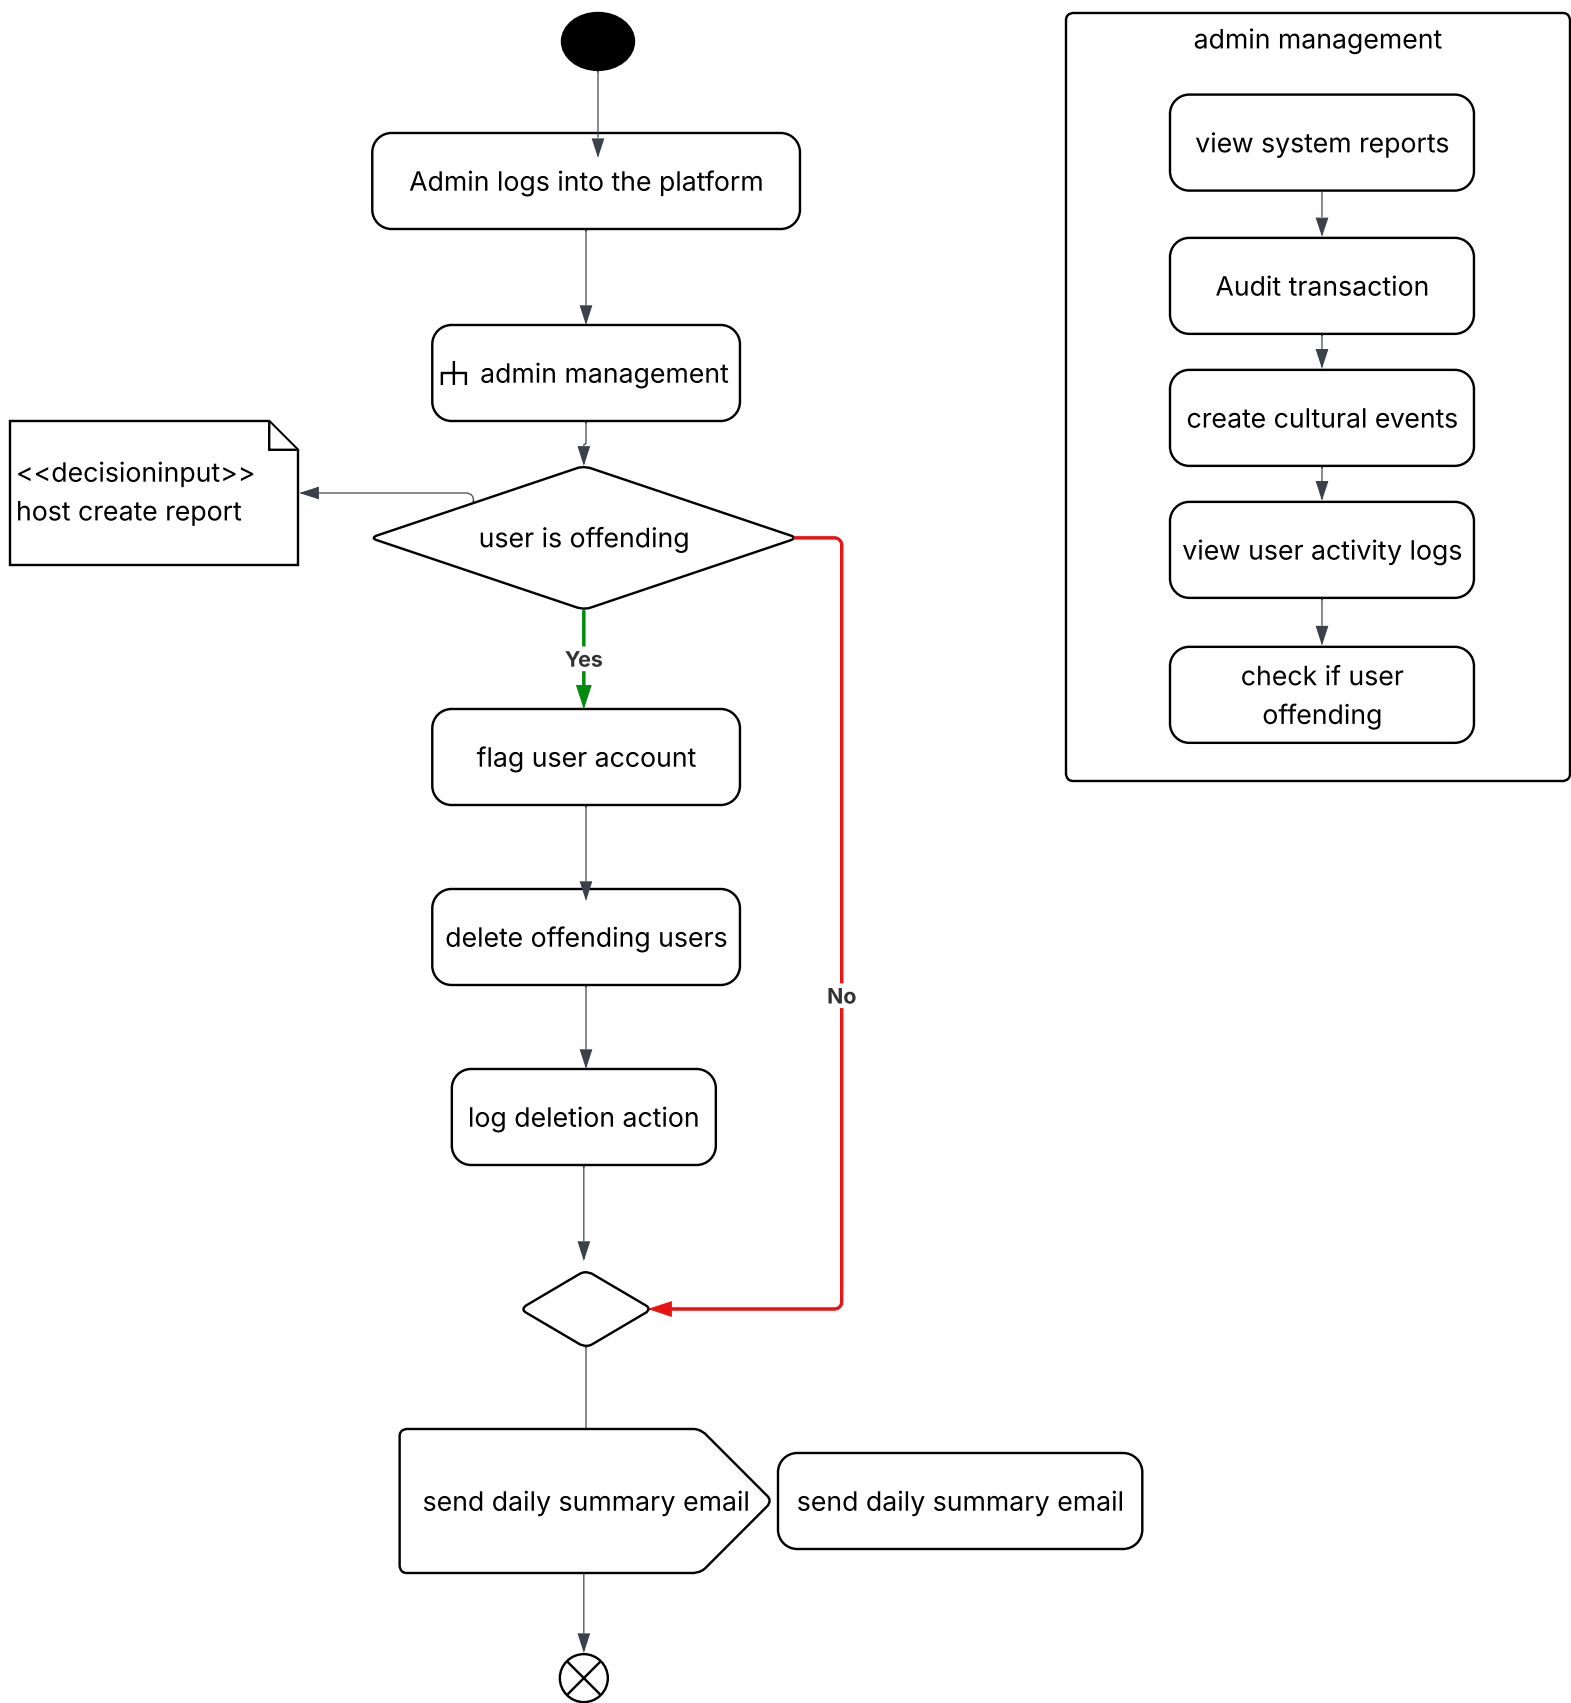 Admin logs into the platform
admin management
<<decisioninput>>
host create report
user is offending
Yes
flag user account
delete offending users
No
log deletion action
send daily summary email
send daily summary email
admin management
view system reports
Audit transaction
create cultural events
view user activity logs
check if user
offending